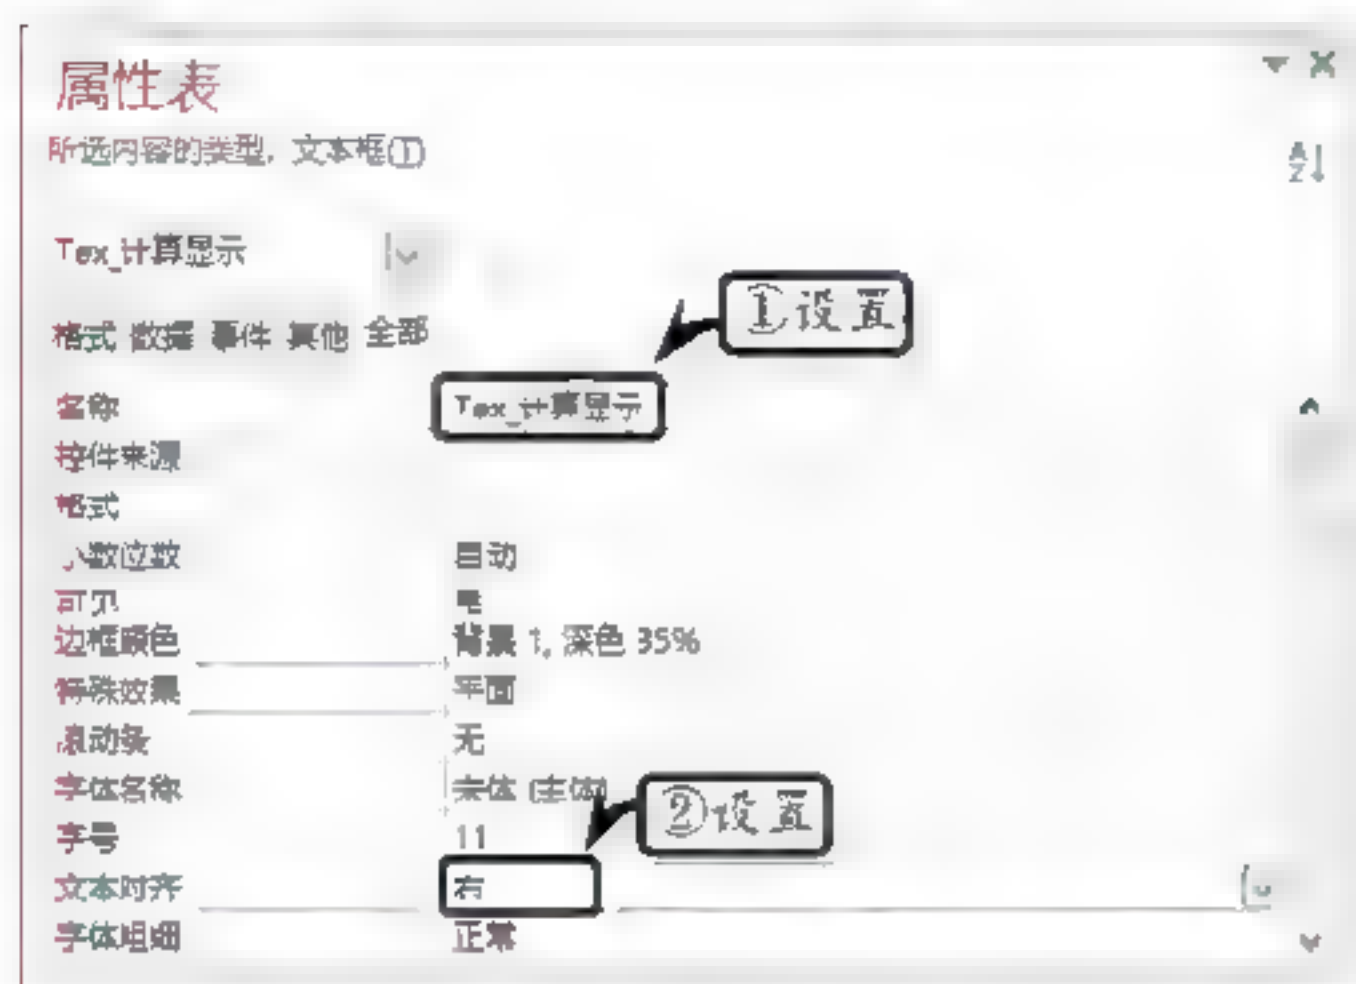 属性表
所选内容的类型: 文本框(T)
Tex_计算显示
格式 数据 事件 其他 全部
①设置
名称 Tex_计算显示
控件来源
格式
小数位数 自动
可见 是
边框颜色 背景 1, 深色 35%
特殊效果 平面
滚动条 无
字体名称 宋体 (主体)
②设置
字号 11
文本对齐 右
字体粗细 正常